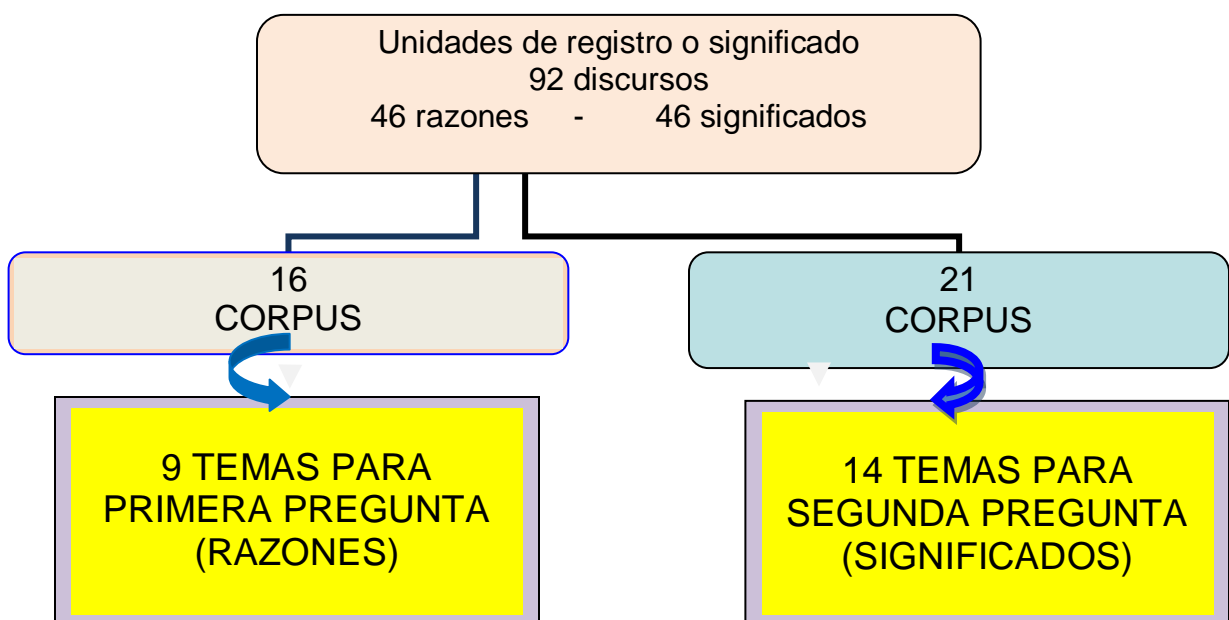 Unidades de registro o significado
92 discursos
46 razones - 46 significados
16
CORPUS
21
CORPUS
9 TEMAS PARA
PRIMERA PREGUNTA
(RAZONES)
14 TEMAS PARA
SEGUNDA PREGUNTA
(SIGNIFICADOS)